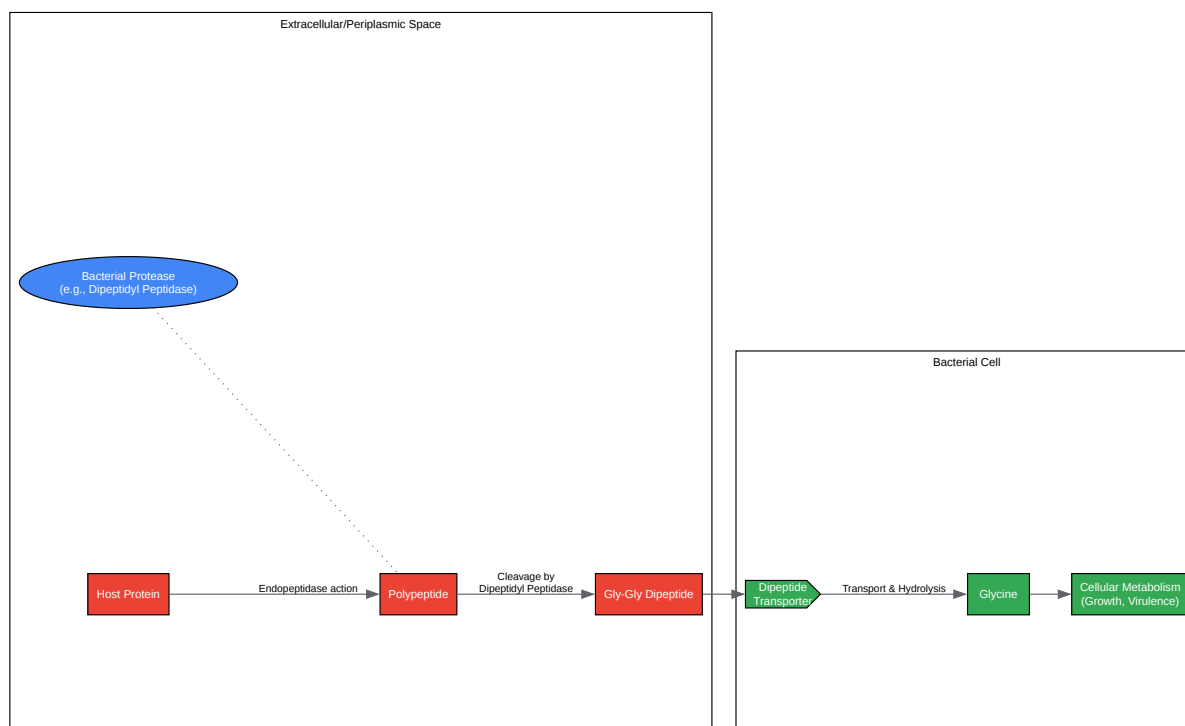 Extracellular/Periplasmic Space
Bacterial Protease
(e.g., Dipeptidyl Peptidase)
Bacterial Cell
Host Protein
Endopeptidase action
Polypeptide
Cleavage by
Dipeptidyl Peptidase
Gly-Gly Dipeptide
Dipeptide
Transporter
Transport & Hydrolysis
Glycine
Cellular Metabolism
(Growth, Virulence)